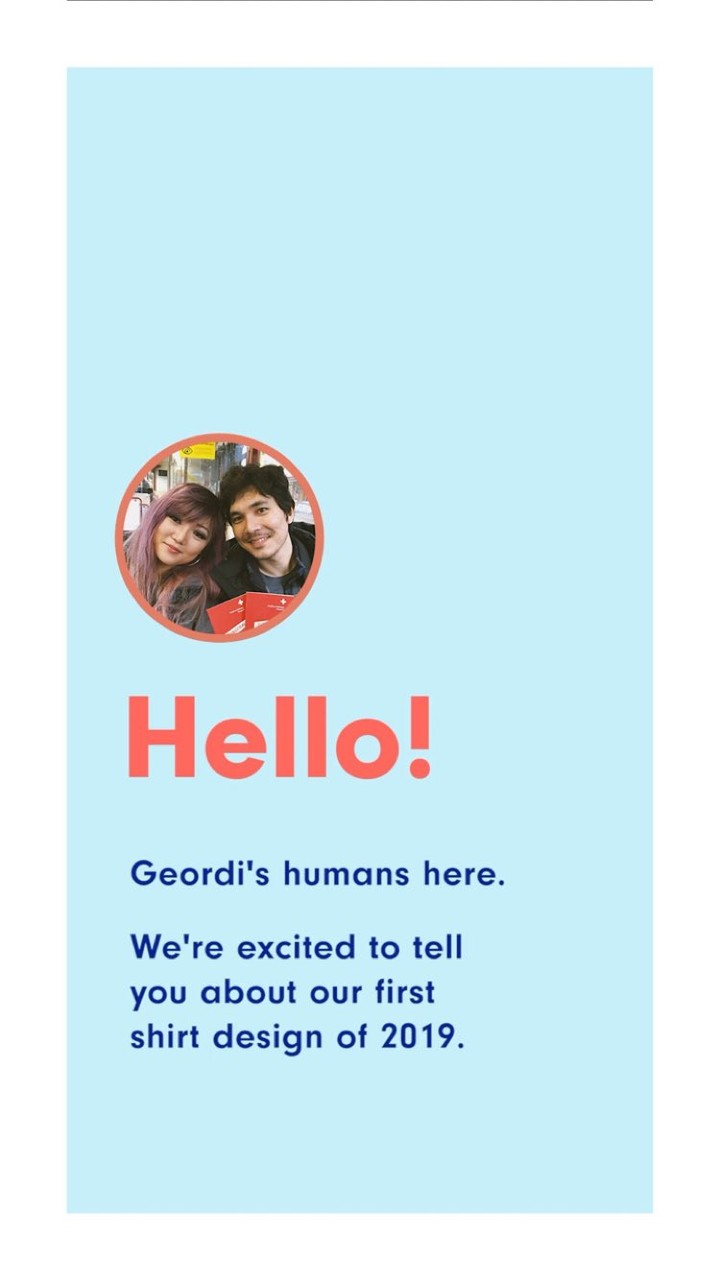 Hello!
Geordi's humans here.
We're excited to tell
you about our first
shirt design of 2019.